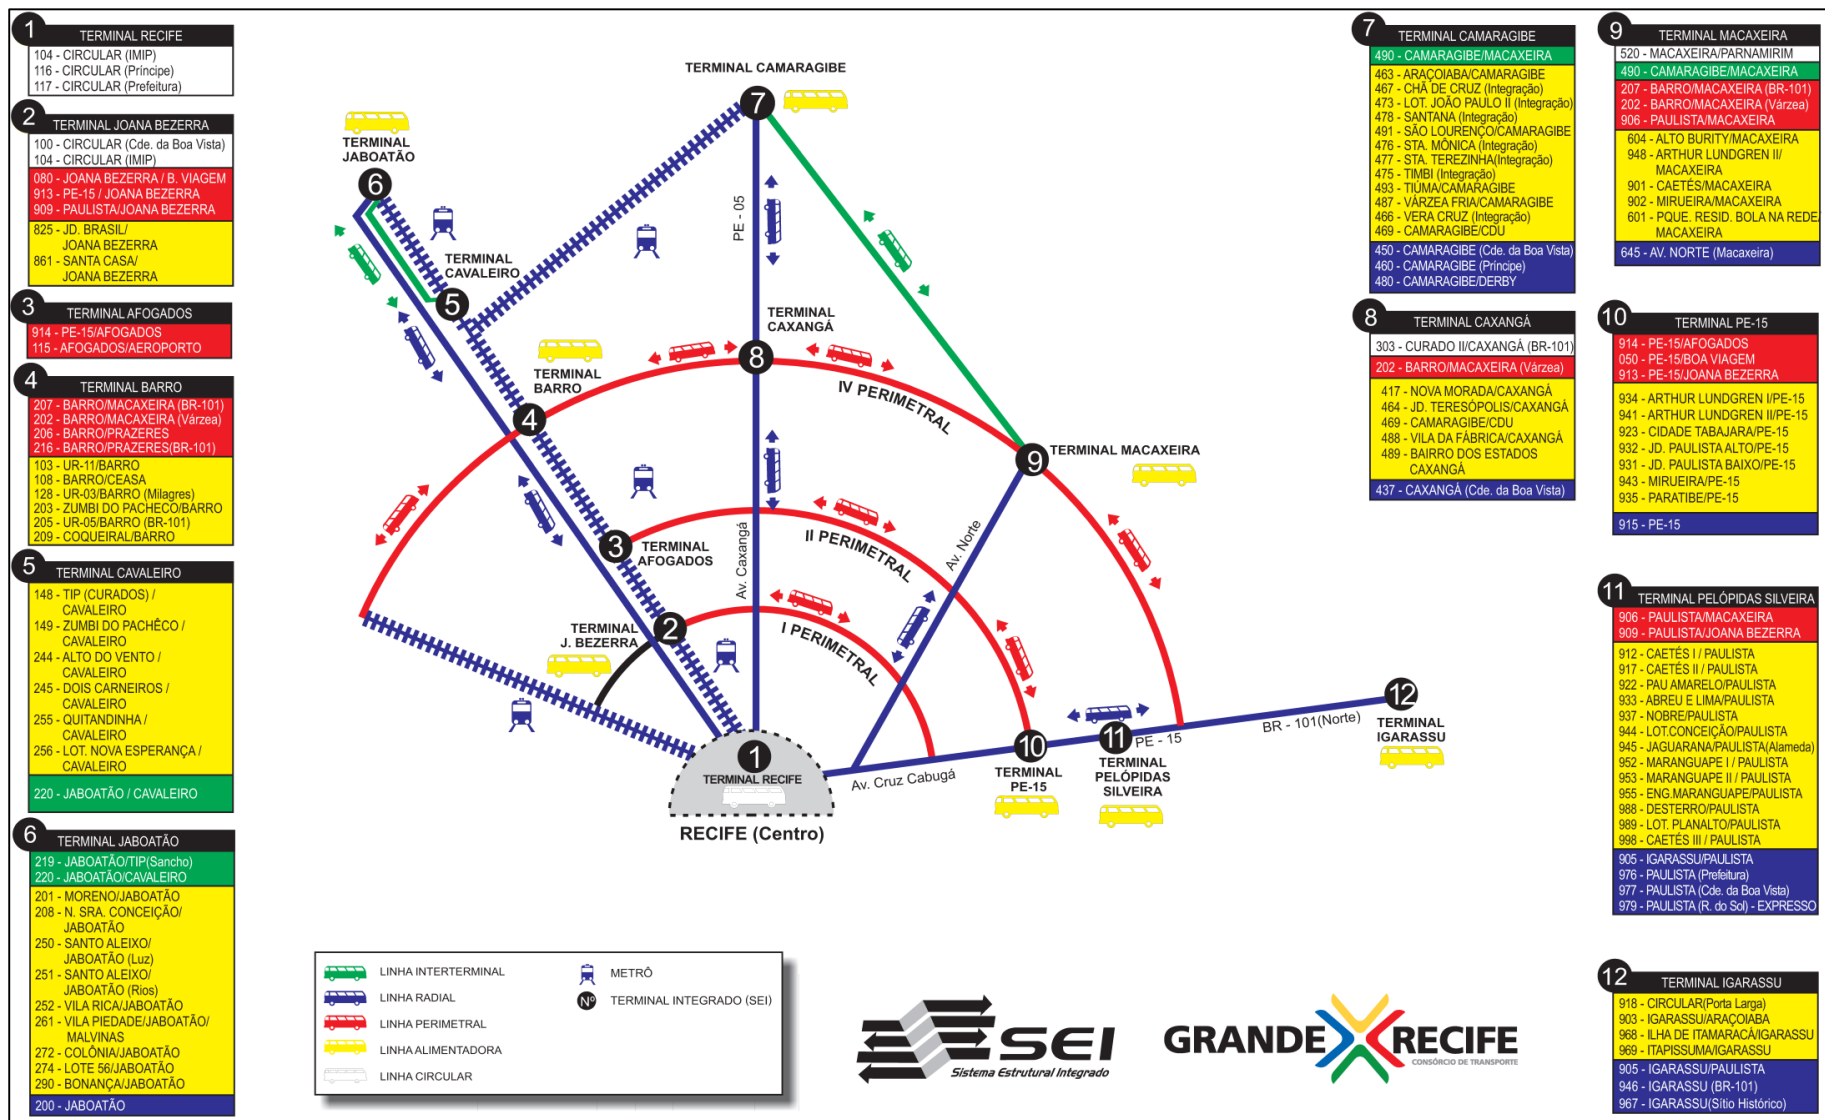 1
TERMINAL RECIFE
104 - CIRCULAR (IMIP)
116 - CIRCULAR (Príncipe)
117 - CIRCULAR (Prefeitura)
2
TERMINAL JOANA BEZERRA
100 - CIRCULAR (Cde. da Boa Vista)
104 - CIRCULAR (IMIP)
080 - JOANA BEZERRA / B. VIAGEM
913 - PE-15 / JOANA BEZERRA
909 - PAULISTA/JOANA BEZERRA
825 - JD. BRASIL/
JOANA BEZERRA
861 - SANTA CASA/
JOANA BEZERRA
3
TERMINAL AFOGADOS
914 - PE-15/AFOGADOS
115 - AFOGADOS/AEROPORTO
4
TERMINAL BARRO
207 - BARRO/MACAXEIRA (BR-101)
202 - BARRO/MACAXEIRA (Várzea)
206 - BARRO/PRAZERES
216 - BARRO/PRAZERES(BR-101)
103 - UR-11/BARRO
108 - BARRO/CEASA
128 - UR-03/BARRO (Milagres)
203 - ZUMBI DO PACHECO/BARRO
205 - UR-05/BARRO (BR-101)
209 - COQUEIRAL/BARRO
5
TERMINAL CAVALEIRO
148 - TIP (CURADOS) /
CAVALEIRO
149 - ZUMBI DO PACHÊCO /
CAVALEIRO
244 - ALTO DO VENTO /
CAVALEIRO
245 - DOIS CARNEIROS /
CAVALEIRO
255 - QUITANDINHA /
CAVALEIRO
256 - LOT. NOVA ESPERANÇA /
CAVALEIRO
220 - JABOATÃO / CAVALEIRO
6
TERMINAL JABOATÃO
219 - JABOATÃO/TIP(Sancho)
220 - JABOATÃO/CAVALEIRO
201 - MORENO/JABOATÃO
208 - N. SRA. CONCEIÇÃO/
JABOATÃO
250 - SANTO ALEIXO/
JABOATÃO (Luz)
251 - SANTO ALEIXO/
JABOATÃO (Rios)
252 - VILA RICA/JABOATÃO
261 - VILA PIEDADE/JABOATÃO/
MALVINAS
272 - COLÔNIA/JABOATÃO
274 - LOTE 56/JABOATÃO
290 - BONANÇA/JABOATÃO
200 - JABOATÃO
TERMINAL CAMARAGIBE
7
TERMINAL
JABOATÃO
6
TERMINAL
CAVALEIRO
5
PE - 05
TERMINAL
CAXANGÁ
8
TERMINAL
BARRO
4
IV PERIMETRAL
TERMINAL MACAXEIRA
9
3
TERMINAL
AFOGADOS
II PERIMETRAL
Av. Caxangá
Av. Norte
2
TERMINAL
J. BEZERRA
I PERIMETRAL
1
TERMINAL RECIFE
RECIFE (Centro)
Av. Cruz Cabugá
10
TERMINAL
PE-15
11
TERMINAL
PELÓPIDAS
SILVEIRA
PE - 15
BR - 101(Norte)
12
TERMINAL
IGARASSU
LINHA INTERTERMINAL
LINHA RADIAL
LINHA PERIMETRAL
LINHA ALIMENTADORA
LINHA CIRCULAR
METRÔ
Nº
TERMINAL INTEGRADO (SEI)
SEI
Sistema Estrutural Integrado
GRANDE RECIFE
CONSÓRCIO DE TRANSPORTE
7
TERMINAL CAMARAGIBE
490 - CAMARAGIBE/MACAXEIRA
463 - ARAÇOIABA/CAMARAGIBE
467 - CHÃ DE CRUZ (Integração)
473 - LOT. JOÃO PAULO II (Integração)
478 - SANTANA (Integração)
491 - SÃO LOURENÇO/CAMARAGIBE
476 - STA. MÔNICA (Integração)
477 - STA. TEREZINHA(Integração)
475 - TIMBI (Integração)
493 - TIÚMA/CAMARAGIBE
487 - VÁRZEA FRIA/CAMARAGIBE
466 - VERA CRUZ (Integração)
469 - CAMARAGIBE/CDU
450 - CAMARAGIBE (Cde. da Boa Vista)
460 - CAMARAGIBE (Príncipe)
480 - CAMARAGIBE/DERBY
8
TERMINAL CAXANGÁ
303 - CURADO II/CAXANGÁ (BR-101)
202 - BARRO/MACAXEIRA (Várzea)
417 - NOVA MORADA/CAXANGÁ
464 - JD. TERESÓPOLIS/CAXANGÁ
469 - CAMARAGIBE/CDU
488 - VILA DA FÁBRICA/CAXANGÁ
489 - BAIRRO DOS ESTADOS
CAXANGÁ
437 - CAXANGÁ (Cde. da Boa Vista)
9
TERMINAL MACAXEIRA
520 - MACAXEIRA/PARNAMIRIM
490 - CAMARAGIBE/MACAXEIRA
207 - BARRO/MACAXEIRA (BR-101)
202 - BARRO/MACAXEIRA (Várzea)
906 - PAULISTA/MACAXEIRA
604 - ALTO BURITY/MACAXEIRA
948 - ARTHUR LUNDGREN II/
MACAXEIRA
901 - CAETÉS/MACAXEIRA
902 - MIRUEIRA/MACAXEIRA
601 - PQUE. RESID. BOLA NA REDE/
MACAXEIRA
645 - AV. NORTE (Macaxeira)
10
TERMINAL PE-15
914 - PE-15/AFOGADOS
050 - PE-15/BOA VIAGEM
913 - PE-15/JOANA BEZERRA
934 - ARTHUR LUNDGREN I/PE-15
941 - ARTHUR LUNDGREN II/PE-15
923 - CIDADE TABAJARA/PE-15
932 - JD. PAULISTA ALTO/PE-15
931 - JD. PAULISTA BAIXO/PE-15
943 - MIRUEIRA/PE-15
935 - PARATIBE/PE-15
915 - PE-15
11
TERMINAL PELÓPIDAS SILVEIRA
906 - PAULISTA/MACAXEIRA
909 - PAULISTA/JOANA BEZERRA
912 - CAETÉS I / PAULISTA
917 - CAETÉS II / PAULISTA
922 - PAU AMARELO/PAULISTA
933 - ABREU E LIMA/PAULISTA
937 - NOBRE/PAULISTA
944 - LOT.CONCEIÇÃO/PAULISTA
945 - JAGUARANA/PAULISTA(Alameda)
952 - MARANGUAPE I / PAULISTA
953 - MARANGUAPE II / PAULISTA
955 - ENG.MARANGUAPE/PAULISTA
988 - DESTERRO/PAULISTA
989 - LOT. PLANALTO/PAULISTA
998 - CAETÉS III / PAULISTA
905 - IGARASSU/PAULISTA
976 - PAULISTA (Prefeitura)
977 - PAULISTA (Cde. da Boa Vista)
979 - PAULISTA (R. do Sol) - EXPRESSO
12
TERMINAL IGARASSU
918 - CIRCULAR(Porta Larga)
903 - IGARASSU/ARAÇOIABA
968 - ILHA DE ITAMARACÁ/IGARASSU
969 - ITAPISSUMA/IGARASSU
905 - IGARASSU/PAULISTA
946 - IGARASSU (BR-101)
967 - IGARASSU(Sítio Histórico)